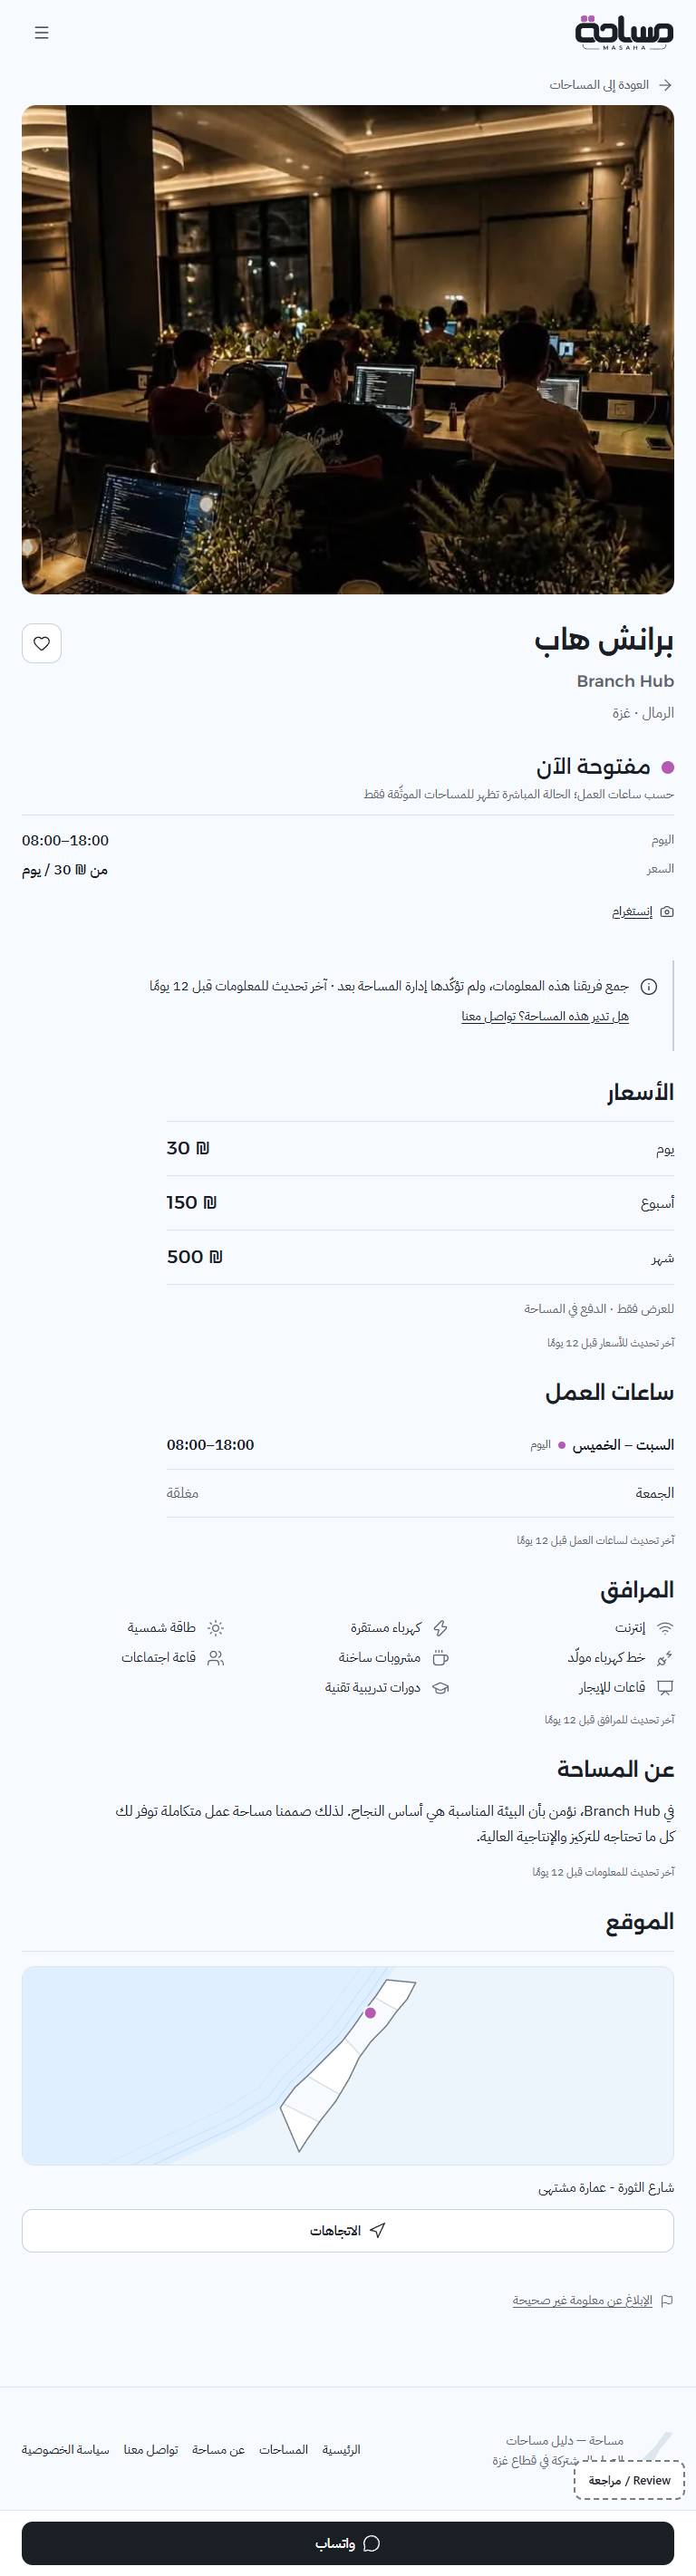 مساحة
MASAHA
العودة إلى المساحات
برانش هاب
Branch Hub
الرمال · غزة
مفتوحة الآن
حسب ساعات العمل؛ الحالة المباشرة تظهر للمساحات الموثّقة فقط
اليوم 08:00–18:00
السعر من ₪ 30 / يوم
إنستغرام
جمع فريقنا هذه المعلومات، ولم تؤكّدها إدارة المساحة بعد · آخر تحديث للمعلومات قبل 12 يومًا
هل تدير هذه المساحة؟ تواصل معنا
الأسعار
يوم ₪ 30
أسبوع ₪ 150
شهر ₪ 500
للعرض فقط · الدفع في المساحة
آخر تحديث للأسعار قبل 12 يومًا
ساعات العمل
السبت – الخميس اليوم 08:00–18:00
الجمعة مغلقة
آخر تحديث لساعات العمل قبل 12 يومًا
المرافق
إنترنت كهرباء مستقرة طاقة شمسية
خط كهرباء مولّد مشروبات ساخنة قاعة اجتماعات
قاعات للإيجار دورات تدريبية تقنية
آخر تحديث للمرافق قبل 12 يومًا
عن المساحة
في Branch Hub، نؤمن بأن البيئة المناسبة هي أساس النجاح. لذلك صممنا مساحة عمل متكاملة توفر لك
كل ما تحتاجه للتركيز والإنتاجية العالية.
آخر تحديث للمعلومات قبل 12 يومًا
الموقع
شارع الثورة - عمارة مشتهى
الاتجاهات
الإبلاغ عن معلومة غير صحيحة
مساحة — دليل مساحات
شتركة في قطاع غزة
الرئيسية المساحات عن مساحة تواصل معنا سياسة الخصوصية
مراجعة / Review
واتساب